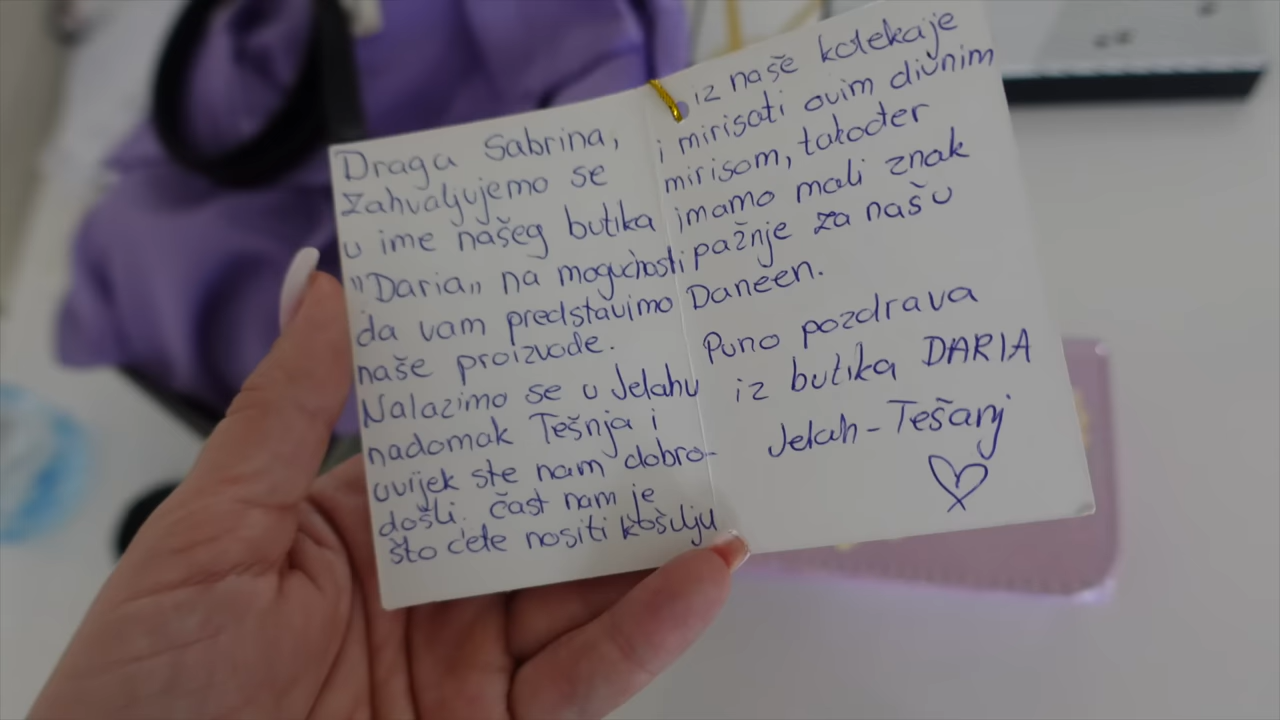 Draga Sabrina,
Zahvaljujemo se
u ime našeg butika
"Daria„ na mogućnosti
da vam predstavimo
naše proizvode.
Nalazimo se u Jelahu
nadomak Tešnja i
uvijek ste nam dobro-
došli. čast nam je
što ćete nositi košulju
iz naše kolekaje
i mirisati ovim divnim
mirisom, također
imamo mali znak
pažnje za našu
Daneen.
Puno pozdrava
iz butika DARIA
Jelah-Tešanj